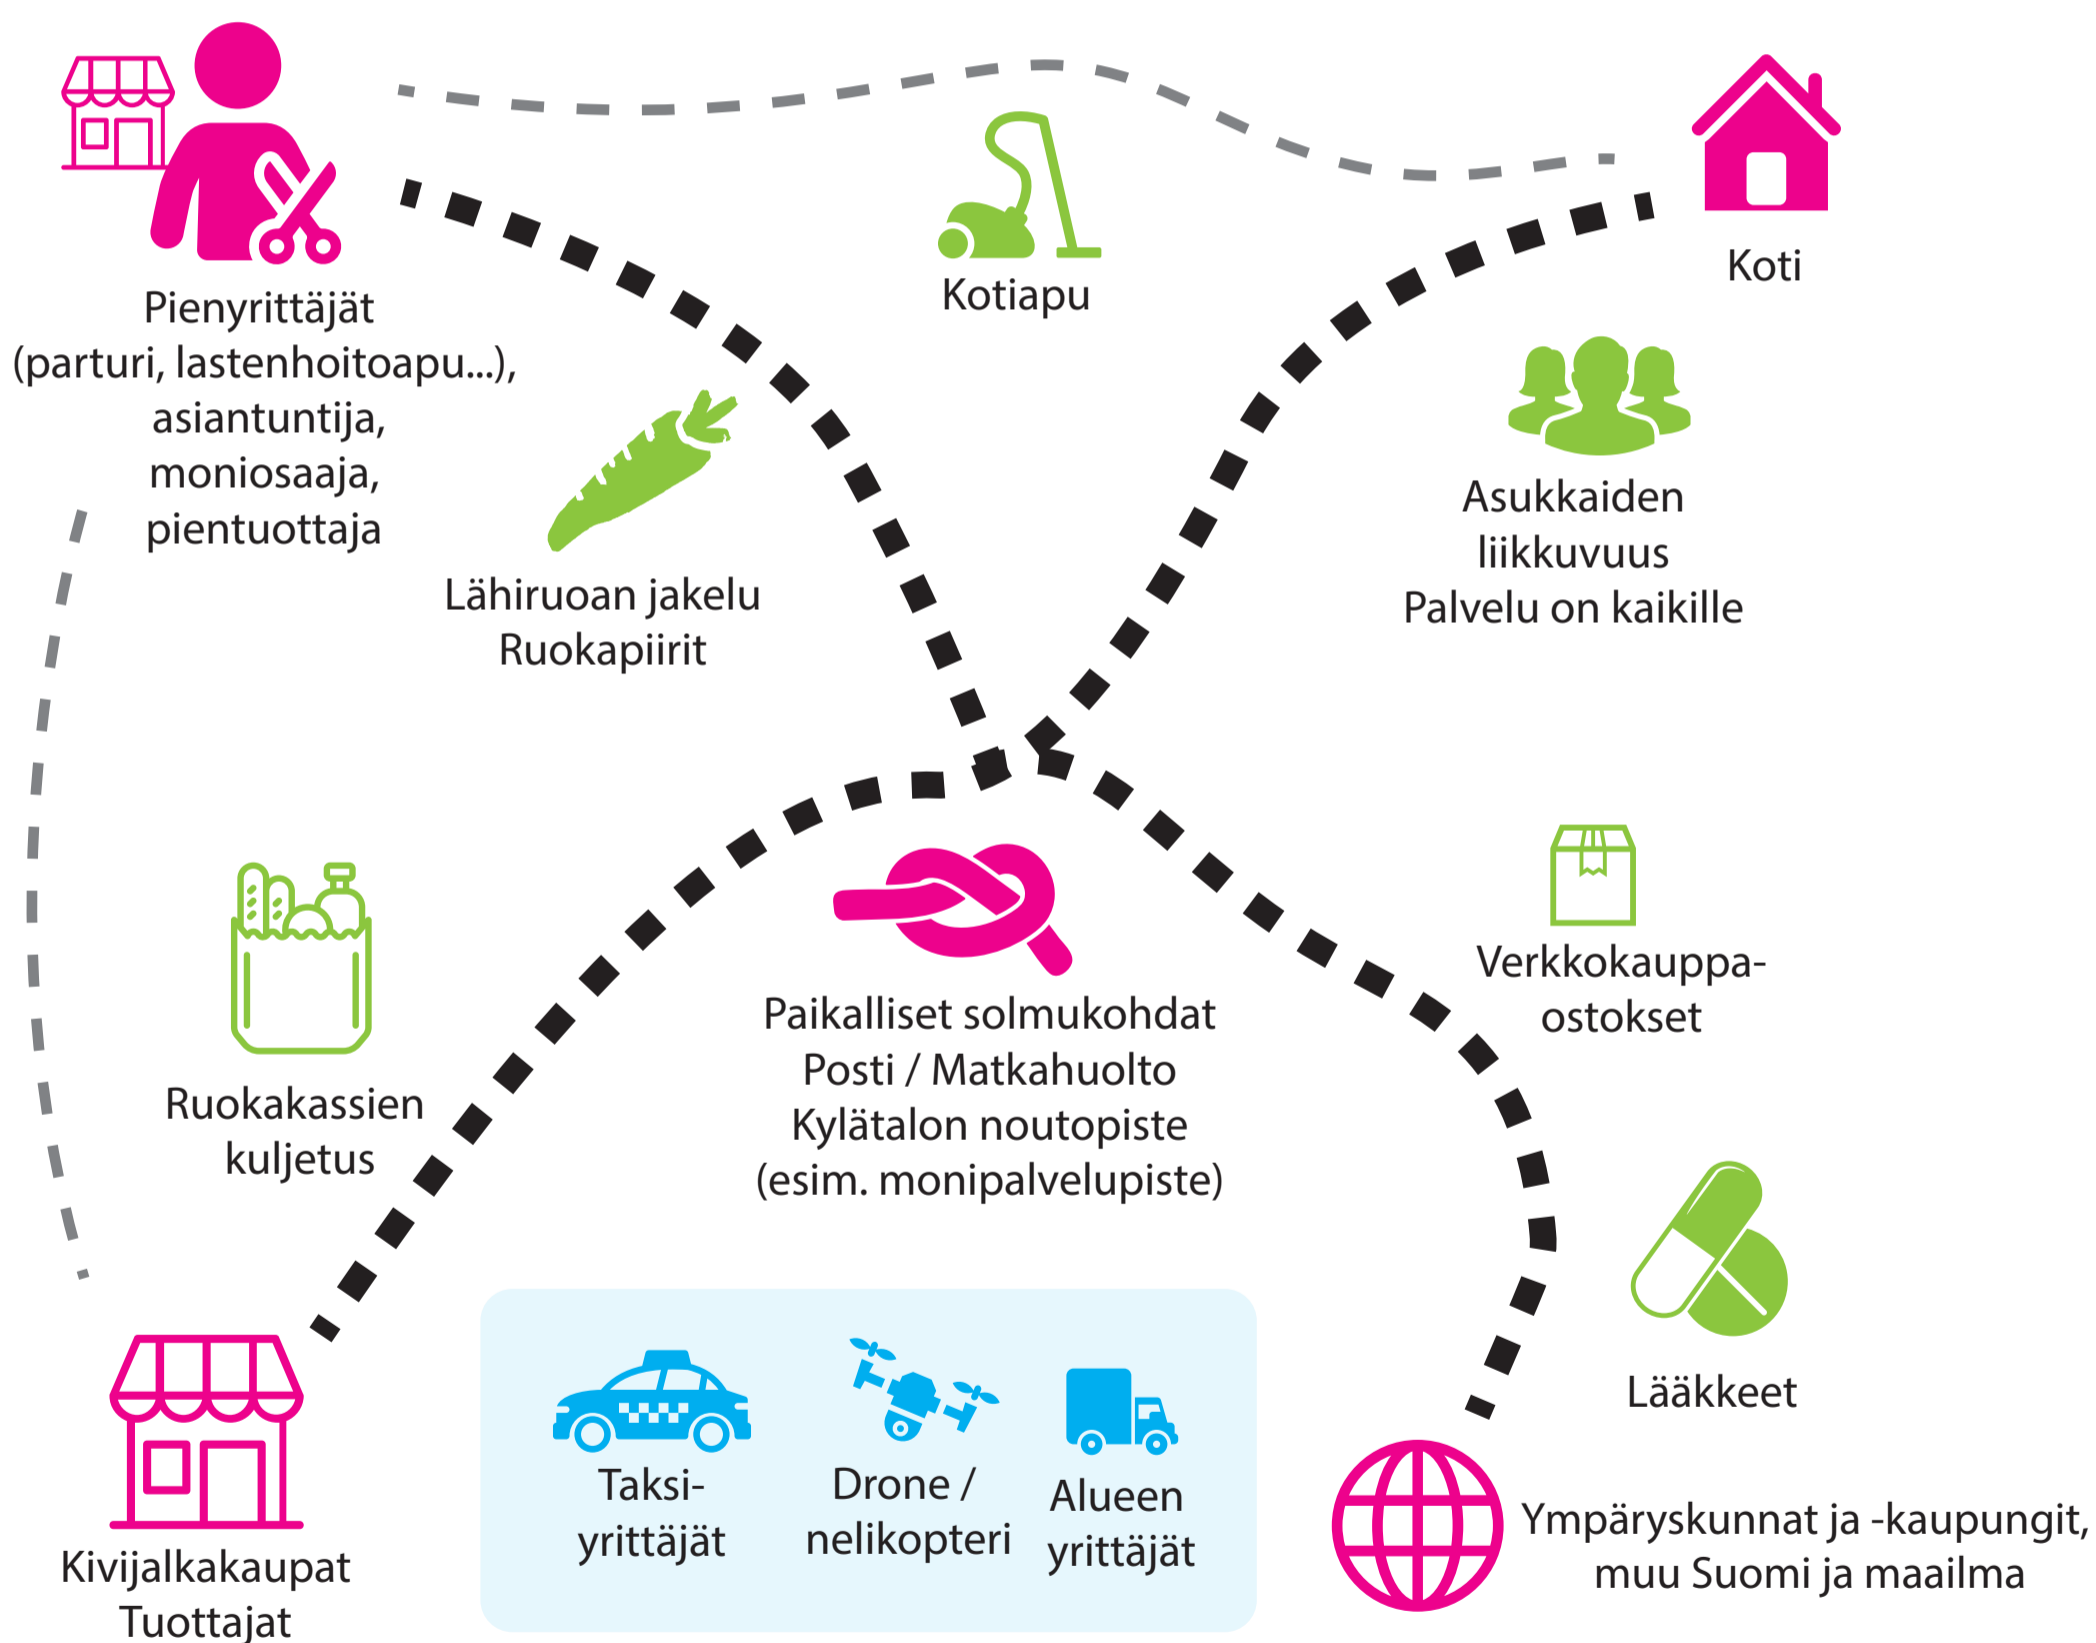 Pienyrittäjät
(parturi, lastenhoitoapu...),
asiantuntija,
moniosaaja,
pientuottaja
Kotiapu
Koti
Lähiruoan jakelu
Ruokapiirit
Asukkaiden
liikkuvuus
Palvelu on kaikille
Ruokakassien
kuljetus
Paikalliset solmukohdat
Posti / Matkahuolto
Kylätalon noutopiste
(esim. monipalvelupiste)
Verkkokauppa-
ostokset
Lääkkeet
Kivijalkakaupat
Tuottajat
Taksi-
yrittäjät
Drone /
nelikopteri
Alueen
yrittäjät
Ympäryskunnat ja -kaupungit,
muu Suomi ja maailma